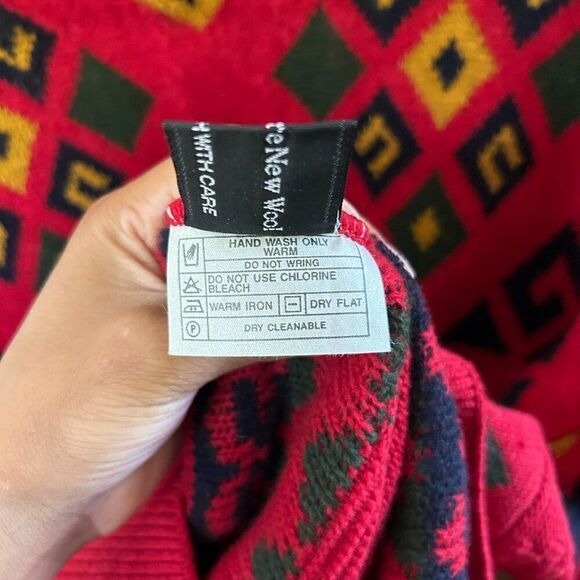 re New Wool
H WITH CARE
HAND WASH ONLY
WARM
DO NOT WRING
DO NOT USE CHLORINE
BLEACH
WARM IRON
DRY FLAT
P
DRY CLEANABLE